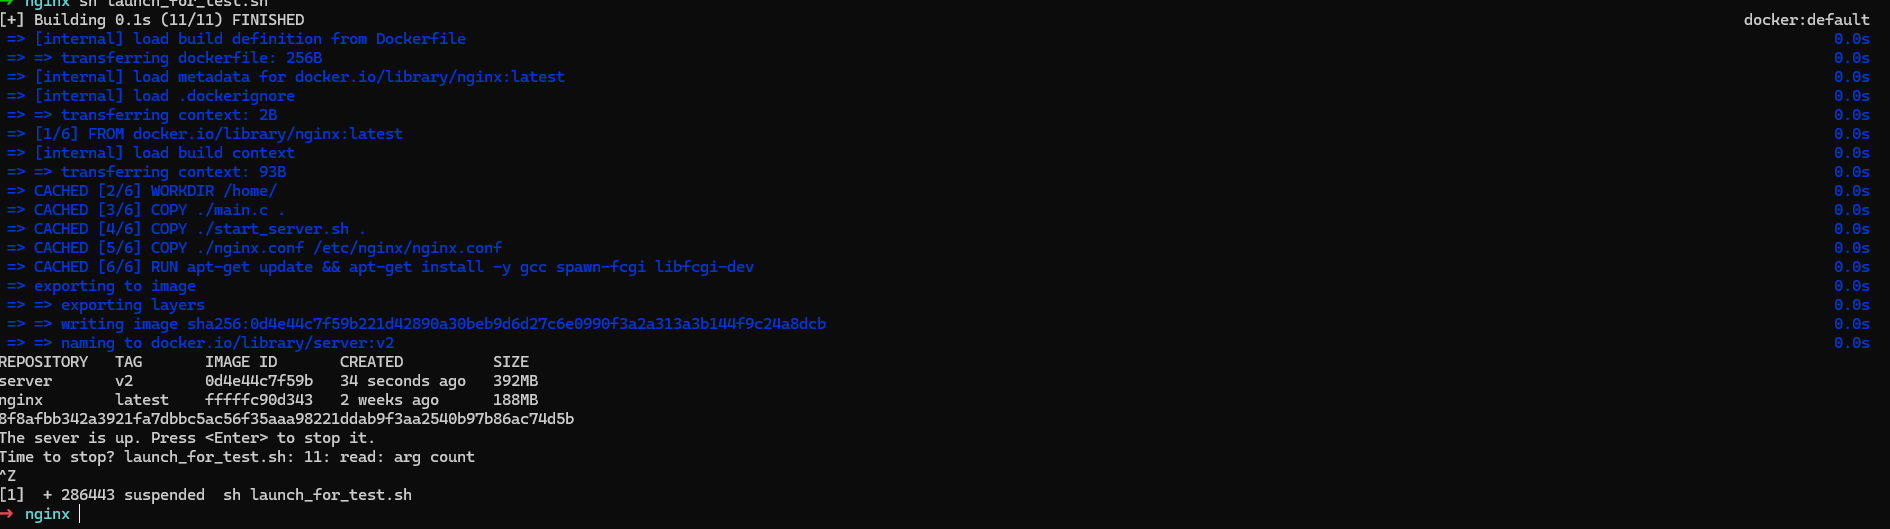 ➜ nginx sh launch_for_test.sh
[+] Building 0.1s (11/11) FINISHED docker:default
=> [internal] load build definition from Dockerfile 0.0s
=> => transferring dockerfile: 256B 0.0s
=> [internal] load metadata for docker.io/library/nginx:latest 0.0s
=> [internal] load .dockerignore 0.0s
=> => transferring context: 2B 0.0s
=> [1/6] FROM docker.io/library/nginx:latest 0.0s
=> [internal] load build context 0.0s
=> => transferring context: 93B 0.0s
=> CACHED [2/6] WORKDIR /home/ 0.0s
=> CACHED [3/6] COPY ./main.c . 0.0s
=> CACHED [4/6] COPY ./start_server.sh . 0.0s
=> CACHED [5/6] COPY ./nginx.conf /etc/nginx/nginx.conf 0.0s
=> CACHED [6/6] RUN apt-get update && apt-get install -y gcc spawn-fcgi libfcgi-dev 0.0s
=> exporting to image 0.0s
=> => exporting layers 0.0s
=> => writing image sha256:0d4e44c7f59b221d42890a30beb9d6d27c6e0990f3a2a313a3b144f9c24a8dcb 0.0s
=> => naming to docker.io/library/server:v2 0.0s
REPOSITORY TAG IMAGE ID CREATED SIZE
server v2 0d4e44c7f59b 34 seconds ago 392MB
nginx latest fffffc90d343 2 weeks ago 188MB
8f8afbb342a3921fa7dbbc5ac56f35aaa98221ddab9f3aa2540b97b86ac74d5b
The sever is up. Press <Enter> to stop it.
Time to stop? launch_for_test.sh: 11: read: arg count
^Z
[1] + 286443 suspended sh launch_for_test.sh
➜ nginx